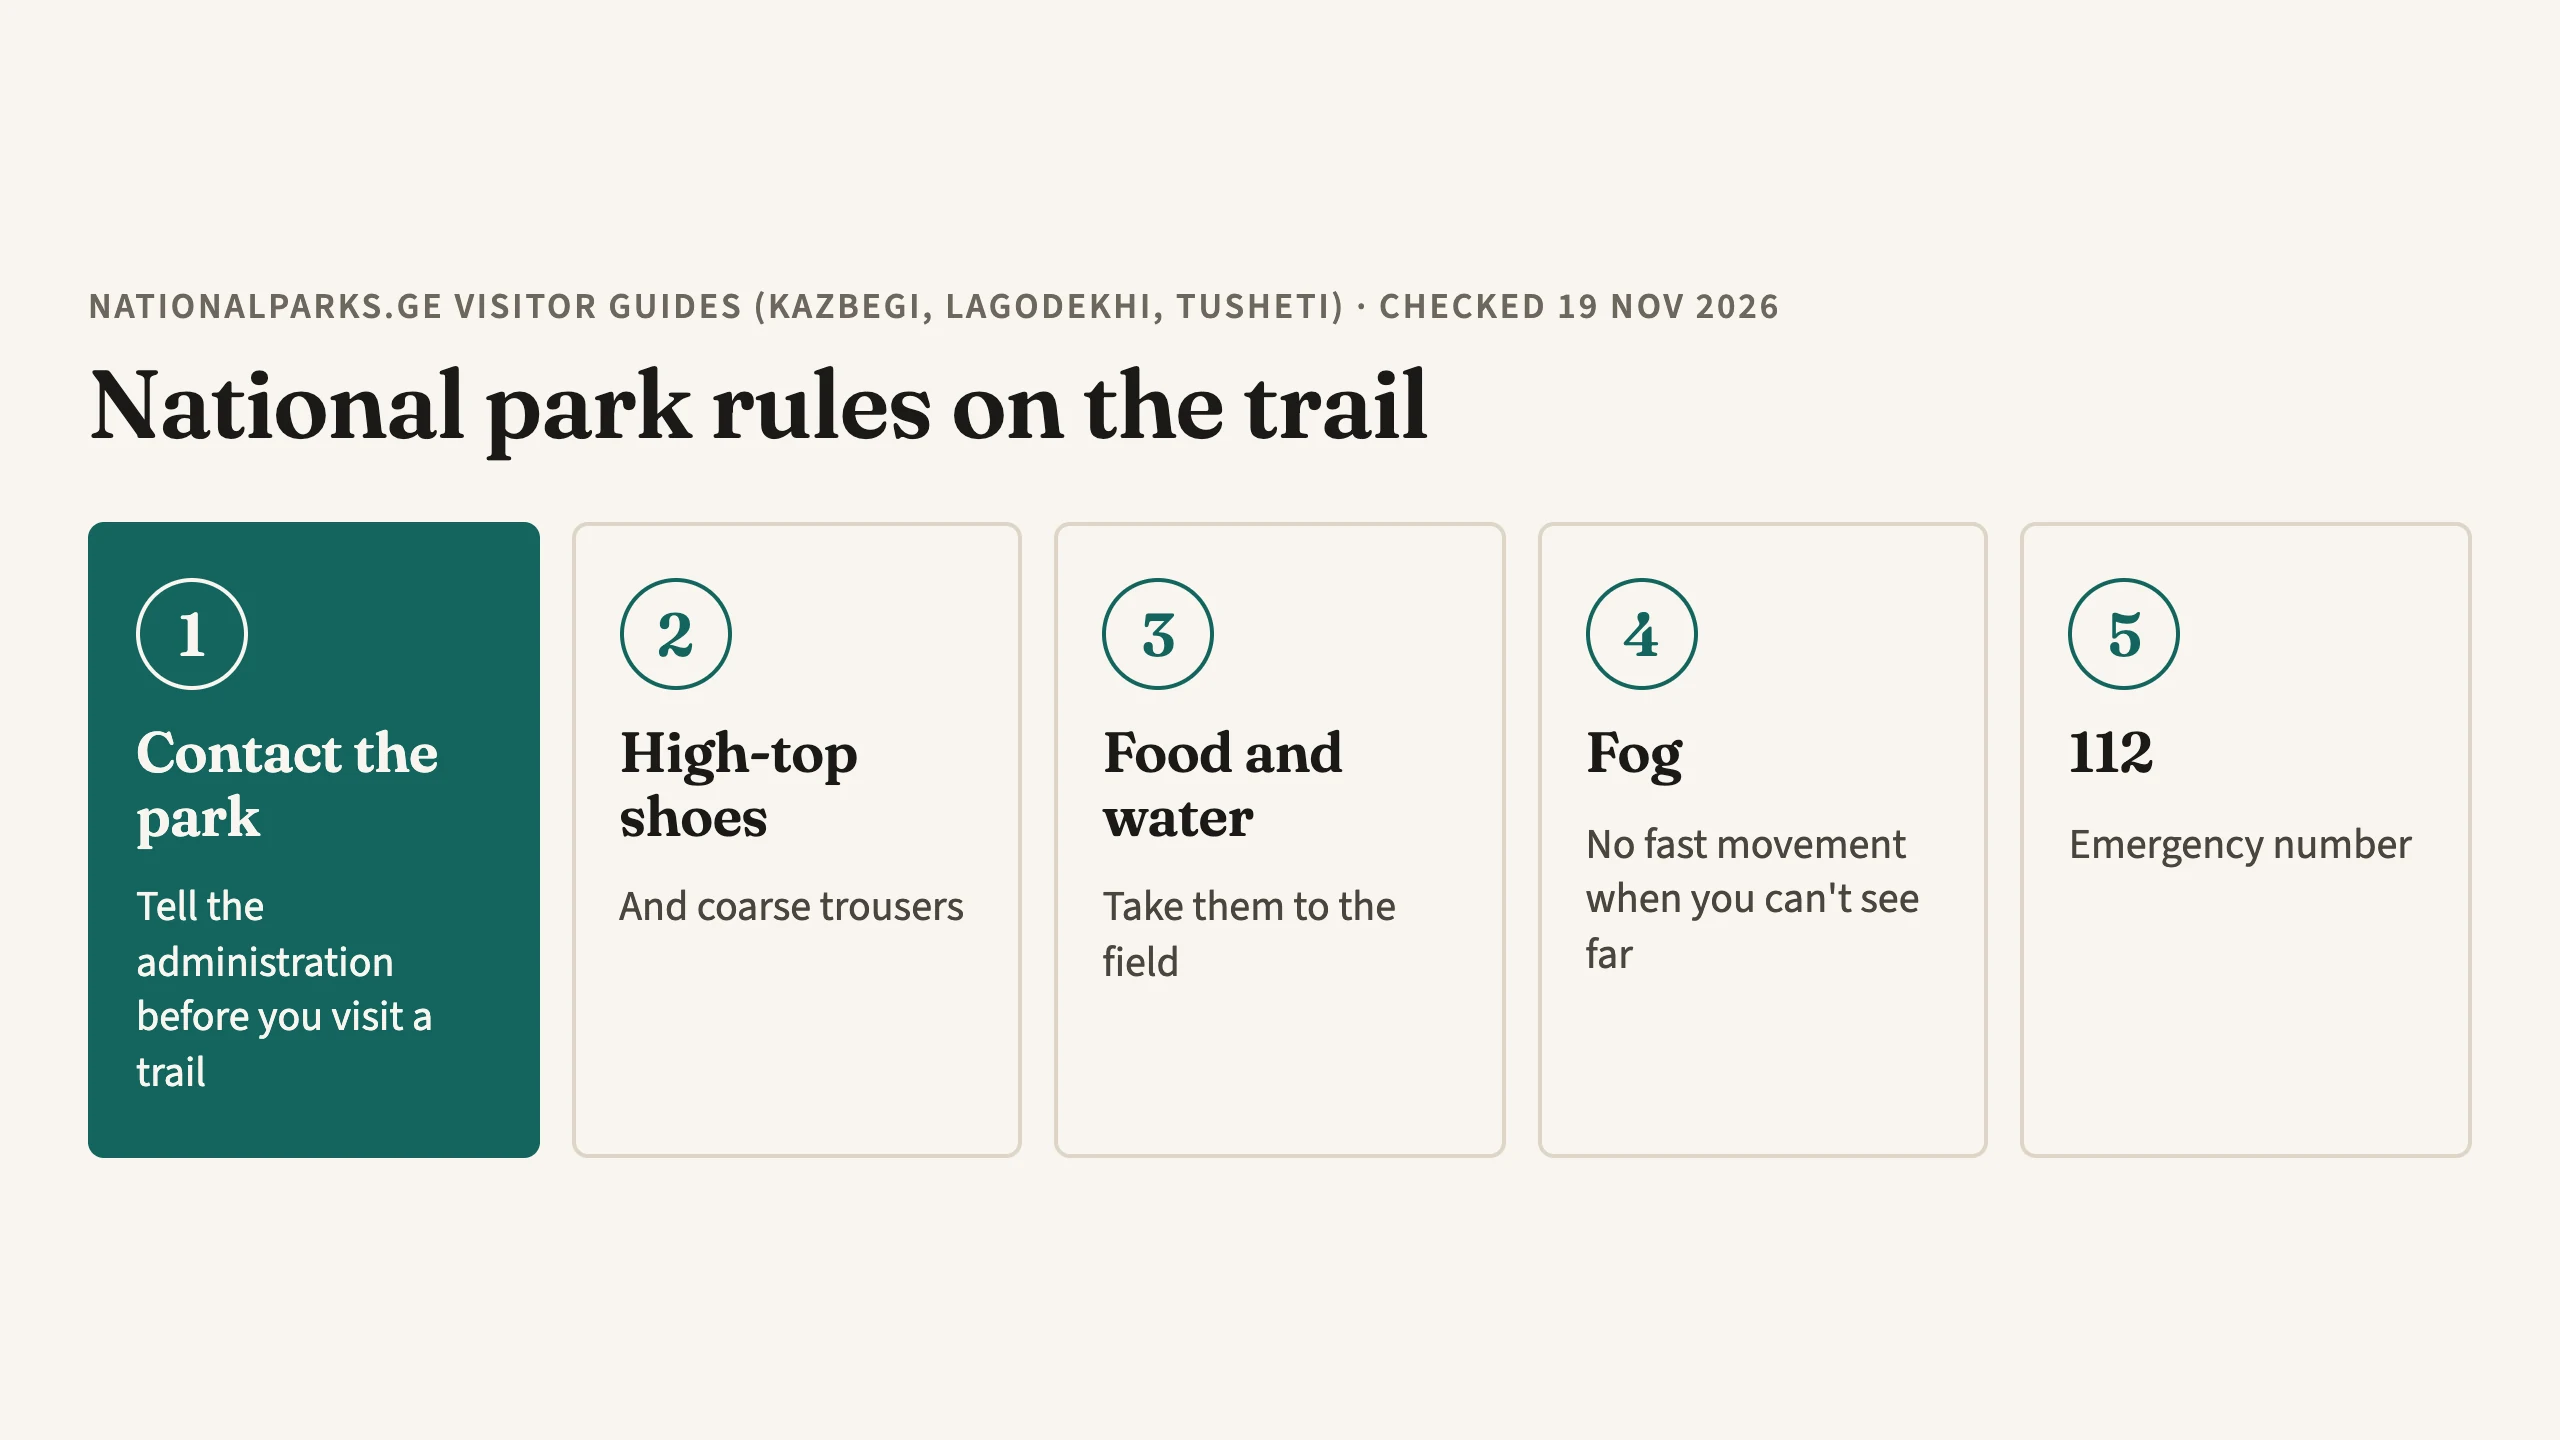 NATIONALPARKS.GE VISITOR GUIDES (KAZBEGI, LAGODEKHI, TUSHETI) · CHECKED 19 NOV 2026
National park rules on the trail
1
Contact the
park
Tell the
administration
before you visit a
trail
2
High-top
shoes
And coarse trousers
3
Food and
water
Take them to the
field
4
Fog
No fast movement
when you can't see
far
5
112
Emergency number